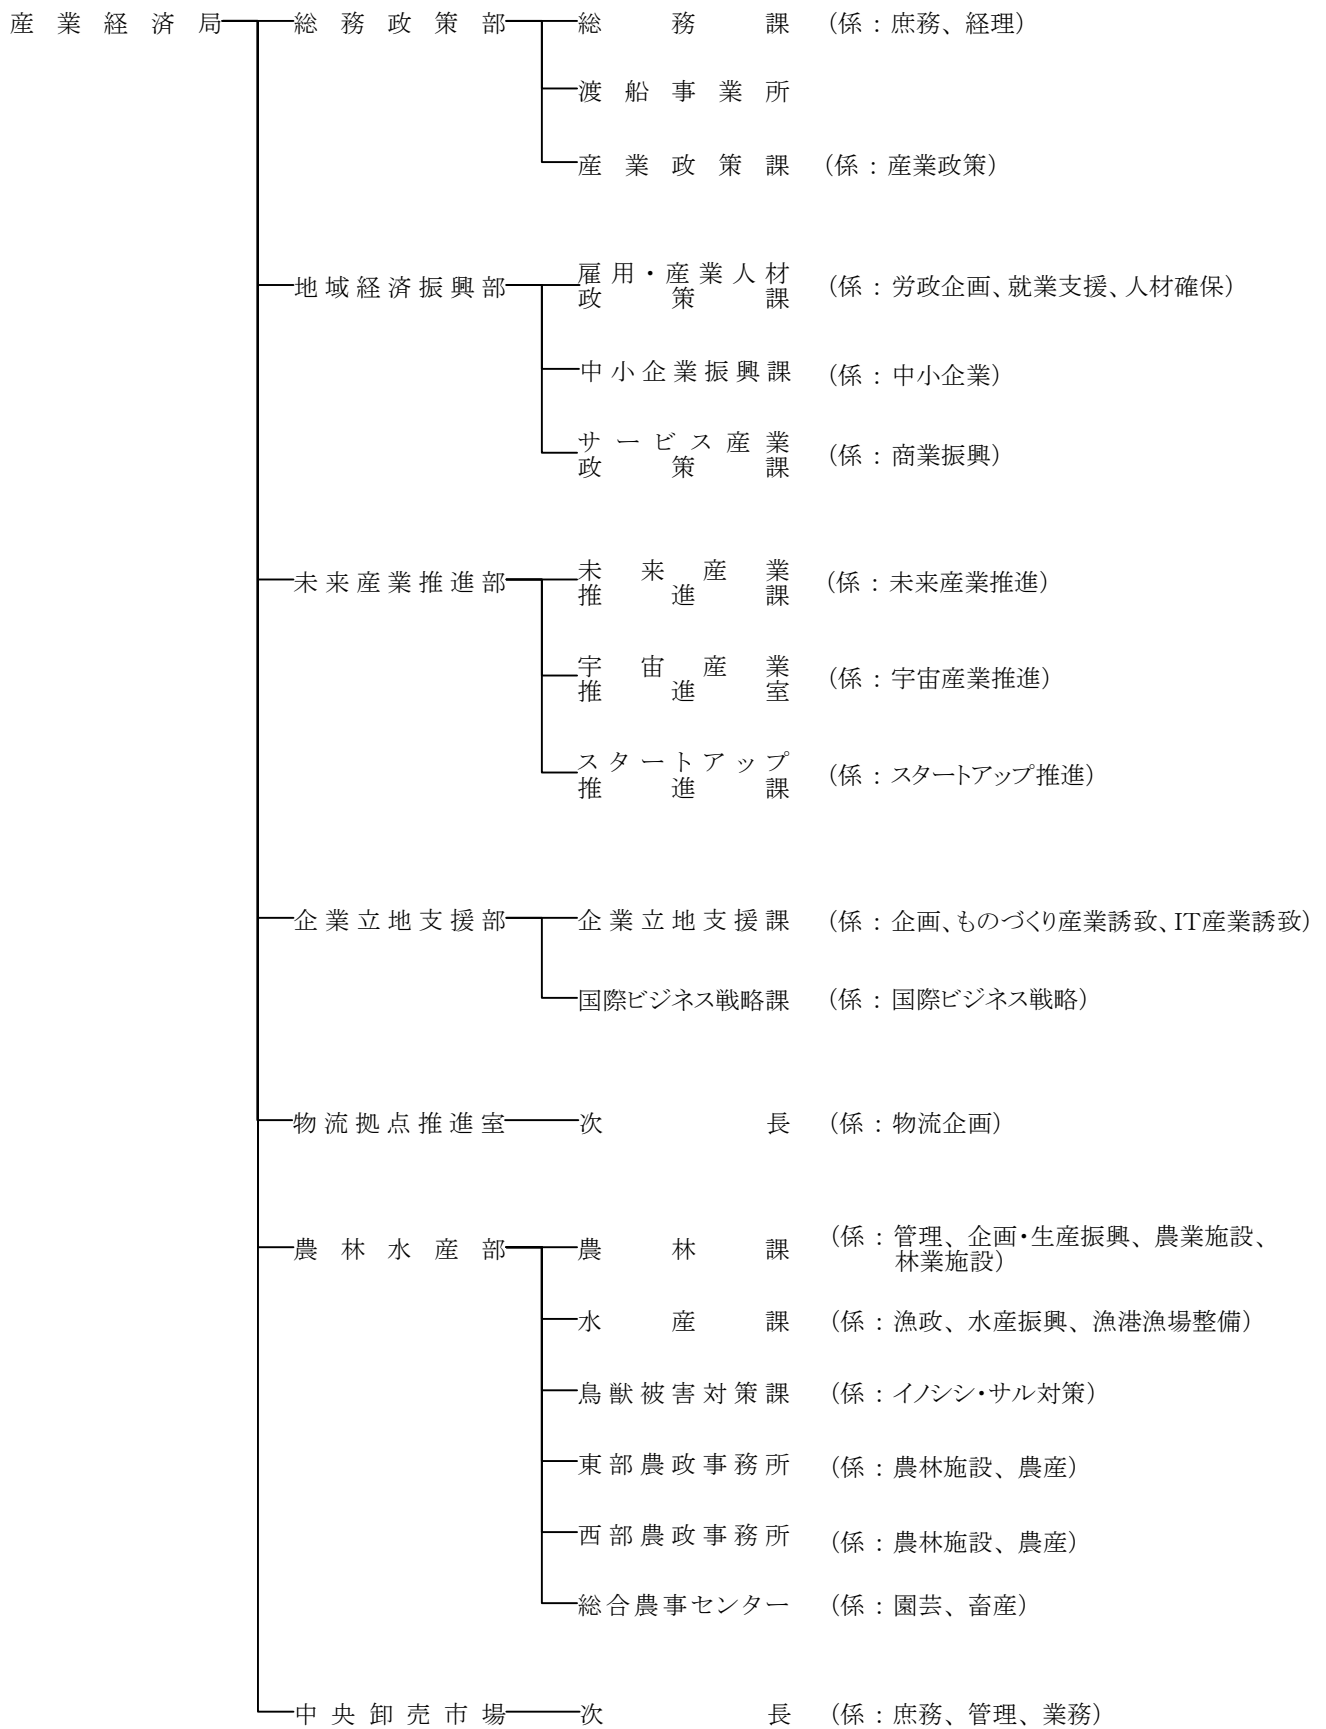 産業経済局 総務政策部 総務課 (係：庶務、経理)
渡船事業所
産業政策課 (係：産業政策)
地域経済振興部 雇用・産業人材 (係：労政企画、就業支援、人材確保)
政策課
中小企業振興課 (係：中小企業)
サービス産業 (係：商業振興)
政策課
未来産業推進部 未来産業 (係：未来産業推進)
推進課
宇宙産業 (係：宇宙産業推進)
推進室
スタートアップ (係：スタートアップ推進)
推進課
企業立地支援部 企業立地支援課 (係：企画、ものづくり産業誘致、IT産業誘致)
国際ビジネス戦略課 (係：国際ビジネス戦略)
物流拠点推進室 次長 (係：物流企画)
農林水産部 農林課 (係：管理、企画・生産振興、農業施設、
林業施設)
水産課 (係：漁政、水産振興、漁港漁場整備)
鳥獣被害対策課 (係：イノシシ・サル対策)
東部農政事務所 (係：農林施設、農産)
西部農政事務所 (係：農林施設、農産)
総合農事センター (係：園芸、畜産)
中央卸売市場 次長 (係：庶務、管理、業務)